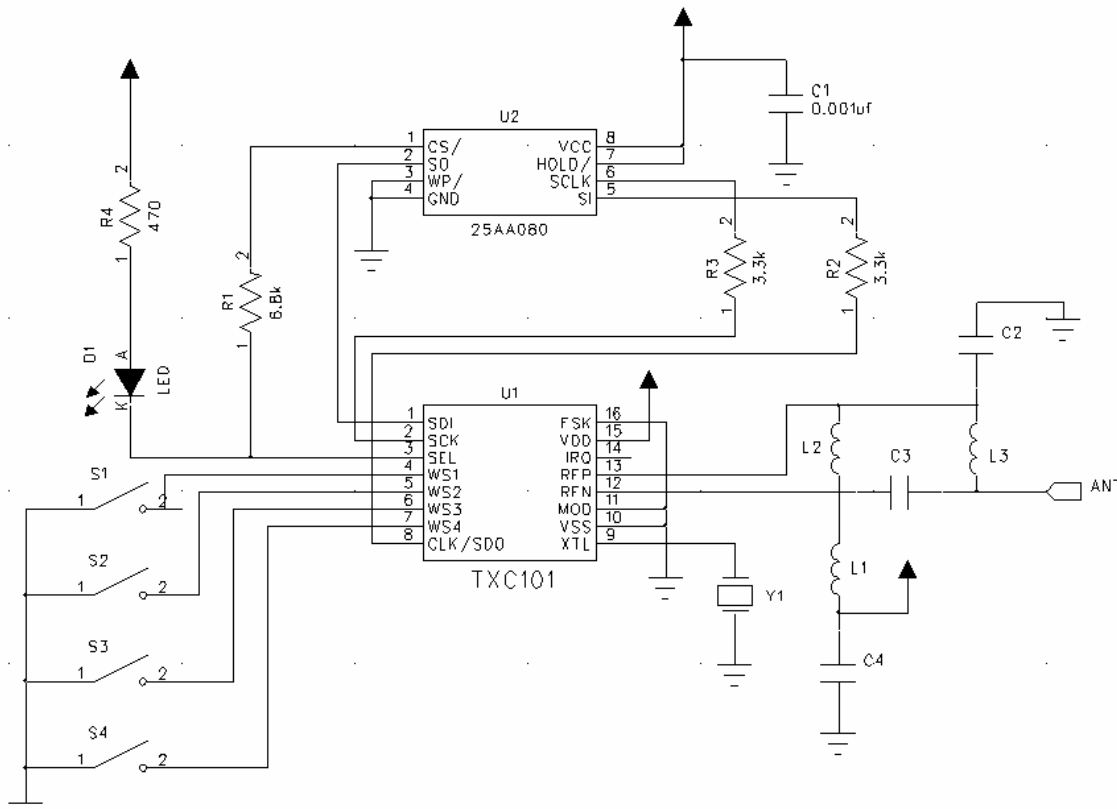 C1
0.001uf
U2
1 CS/ VCC 8
2 SO HOLD/ 7
3 WP/ SCLK 6
4 GND SI 5
25AA080
2
R4
470
1
2
R1
6.8k
1
2
R3
3.3k
1
2
R2
3.3k
1
C2
D1
A
K
LED
U1
1 SDI FSK 16
2 SCK VDD 15
3 SEL IRQ 14
4 WS1 RFP 13
5 WS2 RFN 12
6 WS3 MOD 11
7 WS4 VSS 10
8 CLK/SDO XTL 9
TXC101
L2
C3
L3
ANT
S1
1 2
S2
1 2
S3
1 2
S4
1 2
Y1
L1
C4